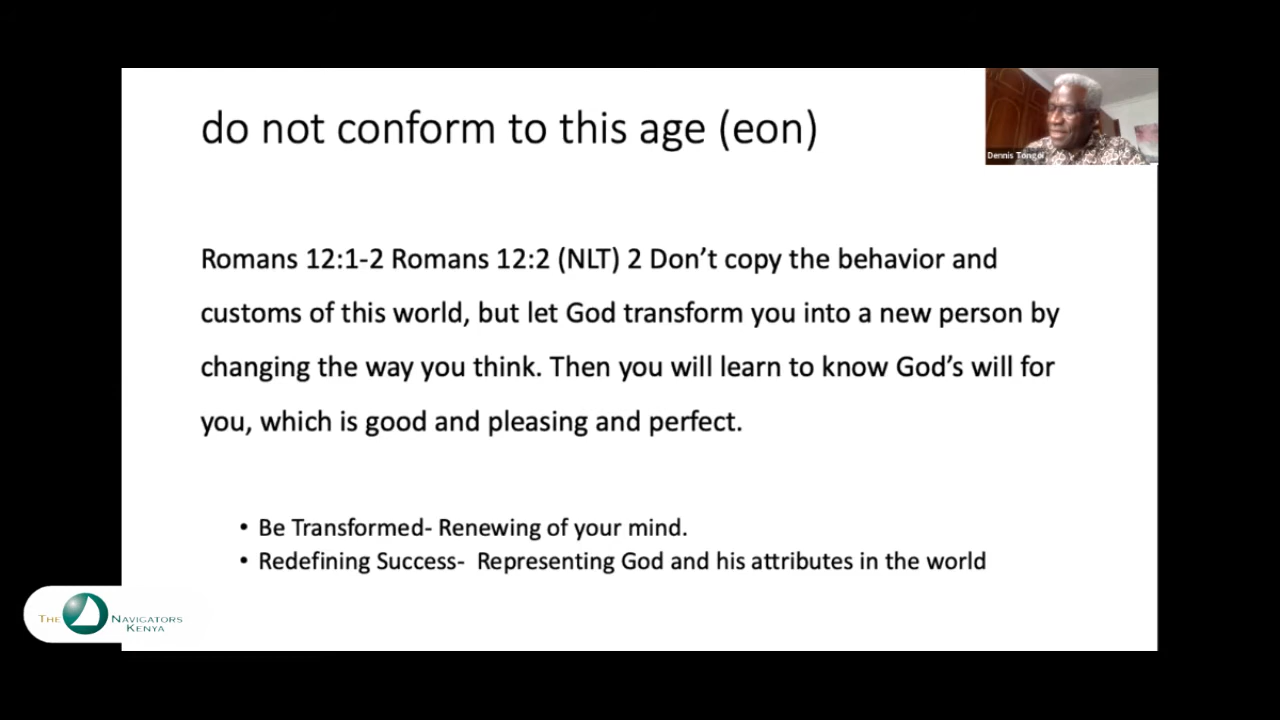 do not conform to this age (eon)
Dennis Tongoi
Romans 12:1-2 Romans 12:2 (NLT) 2 Don’t copy the behavior and
customs of this world, but let God transform you into a new person by
changing the way you think. Then you will learn to know God’s will for
you, which is good and pleasing and perfect.
• Be Transformed- Renewing of your mind.
• Redefining Success-  Representing God and his attributes in the world
THE NAVIGATORS
KENYA